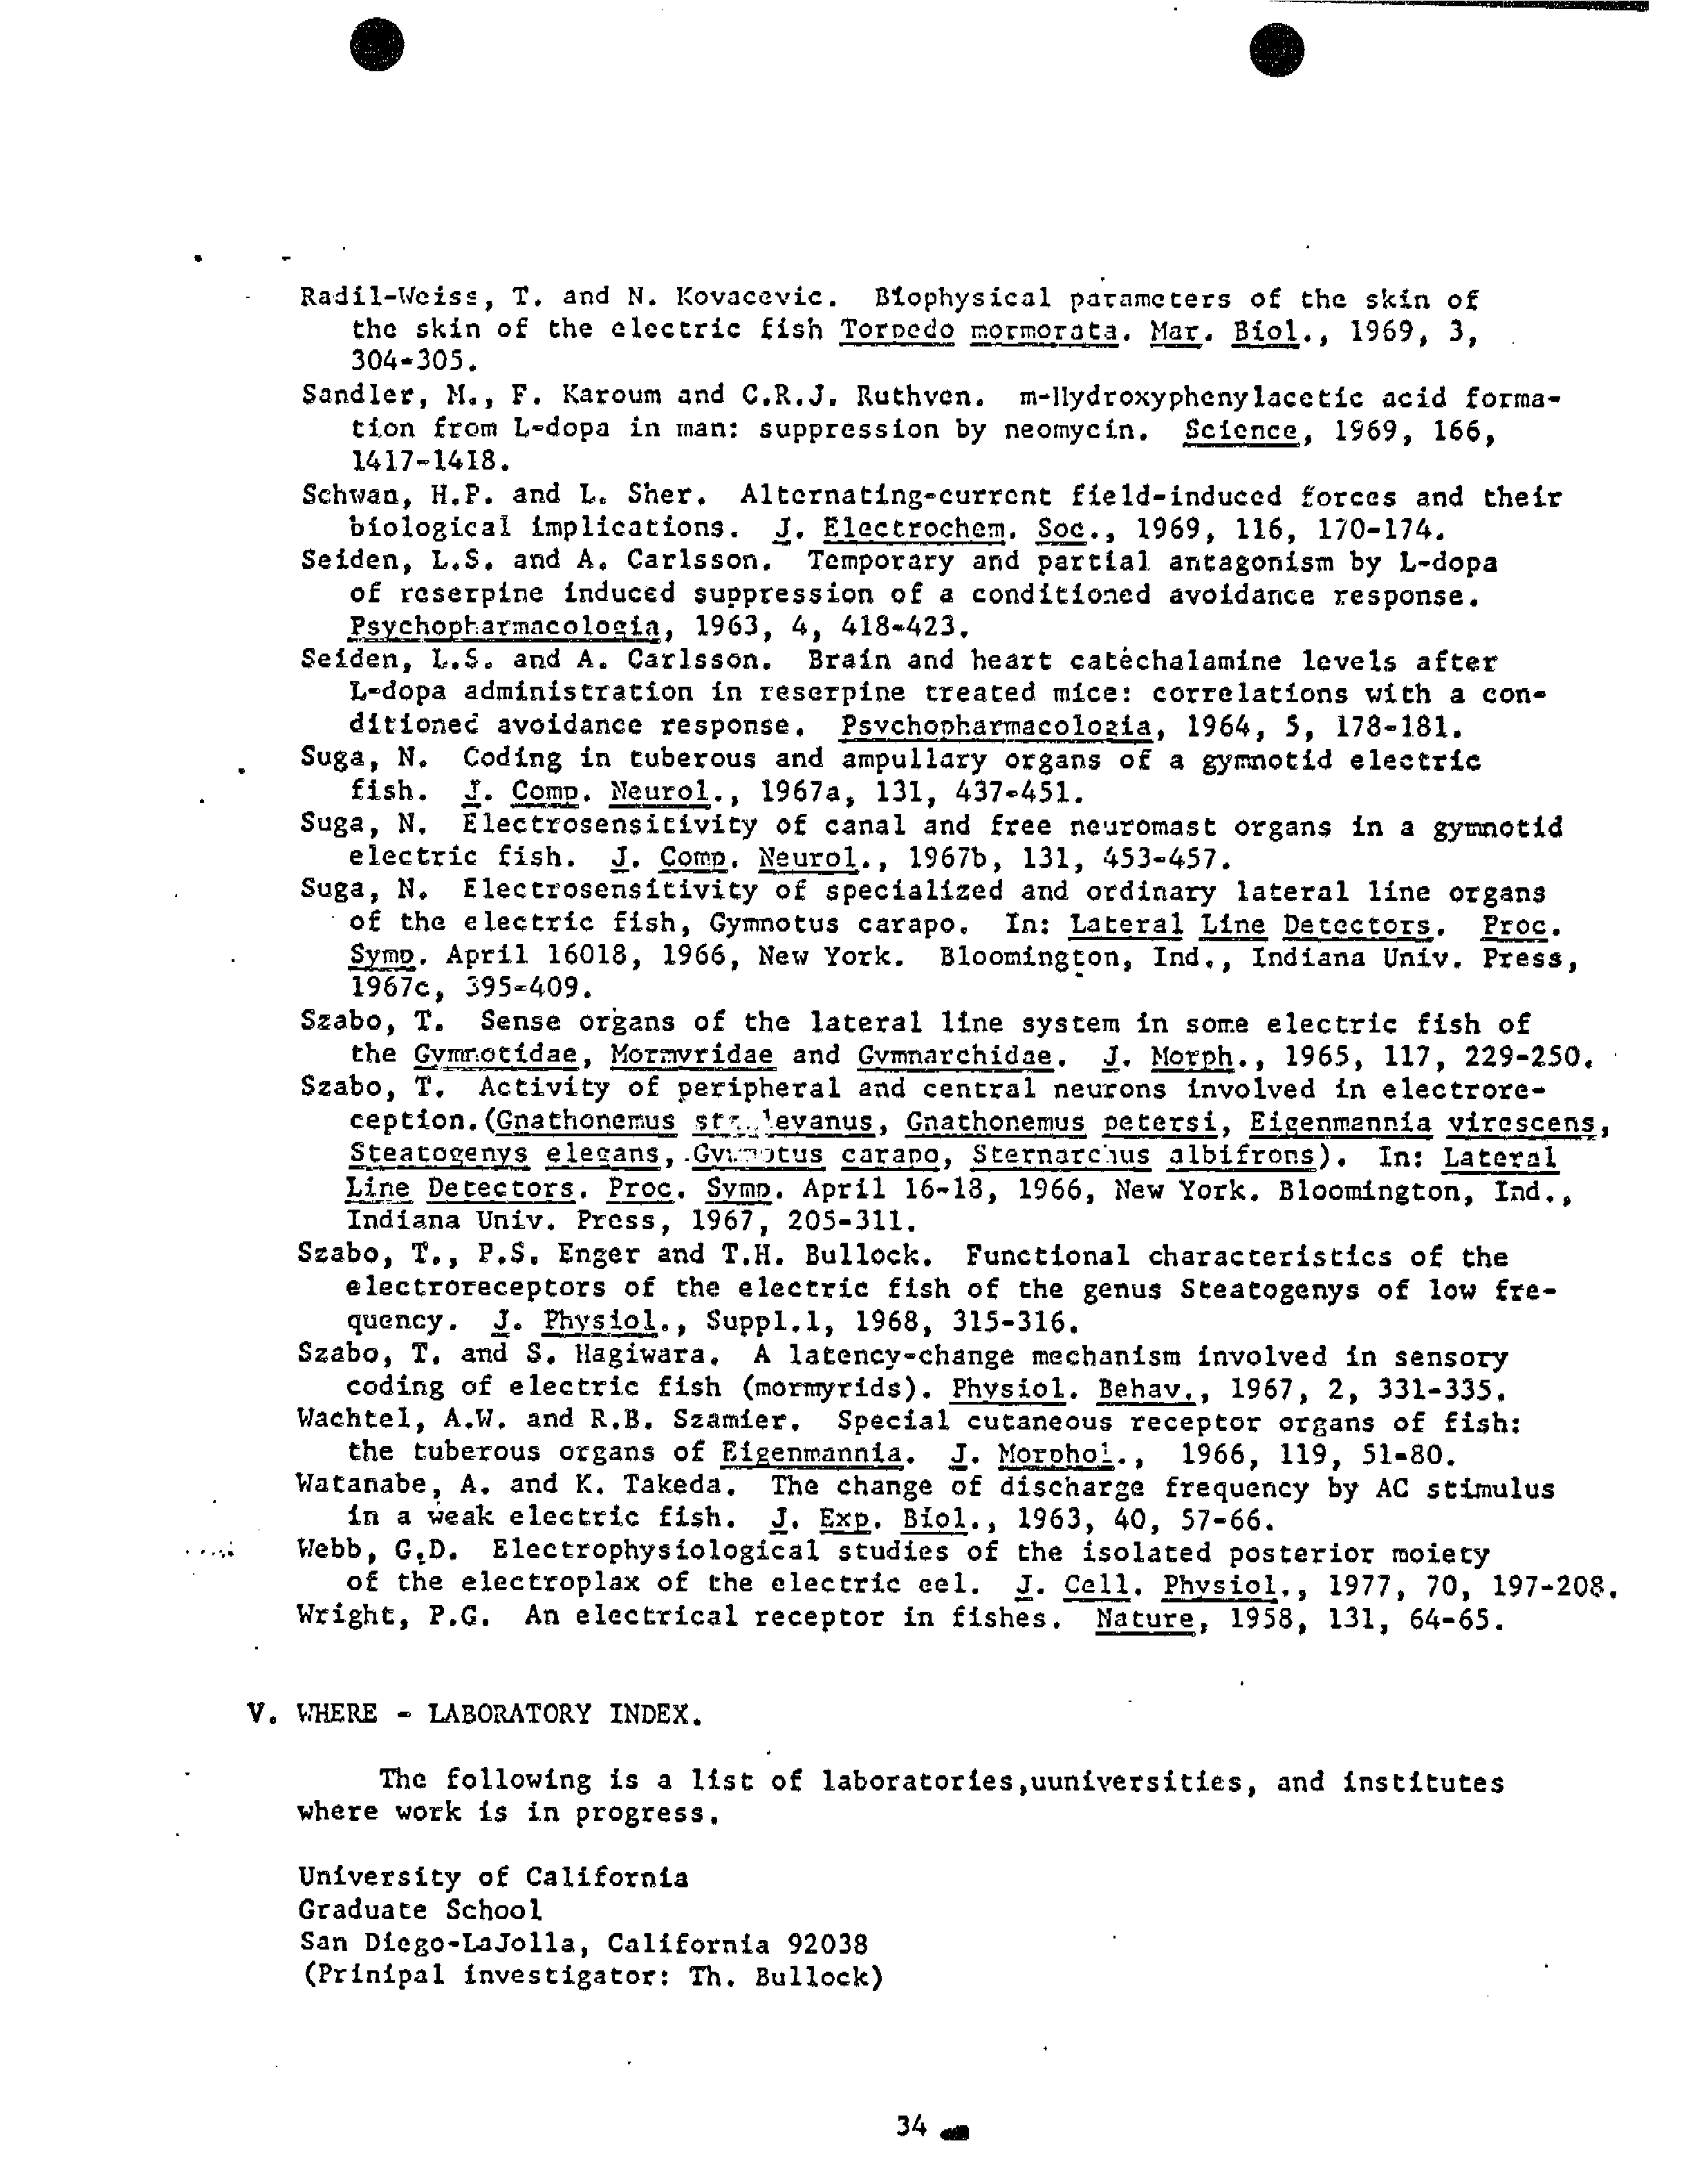 Radil-Weiss, T. and N. Kovacevic. Biophysical parameters of the skin of
the skin of the electric fish Torpedo mormorata. Mar. Biol., 1969, 3,
304-305.
Sandler, M., F. Karoum and C.R.J. Ruthven. m-Hydroxyphenylacetic acid forma-
tion from L-dopa in man: suppression by neomycin. Science, 1969, 166,
1417-1418.
Schwan, H.P. and L. Sher. Alternating-current field-induced forces and their
biological implications. J. Electrochem. Soc., 1969, 116, 170-174.
Seiden, L.S. and A. Carlsson. Temporary and partial antagonism by L-dopa
of reserpine induced suppression of a conditioned avoidance response.
Psychopharmacologia, 1963, 4, 418-423.
Seiden, L.S. and A. Carlsson. Brain and heart catechalamine levels after
L-dopa administration in reserpine treated mice: correlations with a con-
ditioned avoidance response. Psychopharmacologia, 1964, 5, 178-181.
Suga, N. Coding in tuberous and ampullary organs of a gymnotid electric
fish. J. Comp. Neurol., 1967a, 131, 437-451.
Suga, N. Electrosensitivity of canal and free neuromast organs in a gymnotid
electric fish. J. Comp. Neurol., 1967b, 131, 453-457.
Suga, N. Electrosensitivity of specialized and ordinary lateral line organs
of the electric fish, Gymnotus carapo. In: Lateral Line Detectors. Proc.
Symp. April 16018, 1966, New York. Bloomington, Ind., Indiana Univ. Press,
1967c, 395-409.
Szabo, T. Sense organs of the lateral line system in some electric fish of
the Gymnotidae, Mormyridae and Gymnarchidae. J. Morph., 1965, 117, 229-250.
Szabo, T. Activity of peripheral and central neurons involved in electrore-
ception.(Gnathonemus Gnathonemus petersi, Eigenmannia virescens,
Steatogenys elegans, Gymnotus carapo, Sternarchus albifrons). In: Lateral
Line Detectors. Proc. Symp. April 16-18, 1966, New York. Bloomington, Ind.,
Indiana Univ. Press, 1967, 205-311.
Szabo, T., P.S. Enger and T.H. Bullock. Functional characteristics of the
electroreceptors of the electric fish of the genus Steatogenys of low fre-
quency. J. Physiol., Suppl.1, 1968, 315-316.
Szabo, T. and S. Hagiwara. A latency-change mechanism involved in sensory
coding of electric fish (mormyrids). Physiol. Behav., 1967, 2, 331-335.
Wachtel, A.W. and R.B. Szamier. Special cutaneous receptor organs of fish:
the tuberous organs of Eigenmannia. J. Morphol., 1966, 119, 51-80.
Watanabe, A. and K. Takeda. The change of discharge frequency by AC stimulus
in a weak electric fish. J. Exp. Biol., 1963, 40, 57-66.
Webb, G.D. Electrophysiological studies of the isolated posterior moiety
of the electroplax of the electric eel. J. Cell. Physiol., 1977, 70, 197-208.
Wright, P.G. An electrical receptor in fishes. Nature, 1958, 131, 64-65.
V. WHERE - LABORATORY INDEX.
The following is a list of laboratories,uuniversities, and institutes
where work is in progress.
University of California
Graduate School
San Diego-LaJolla, California 92038
(Prinipal investigator: Th. Bullock)
34